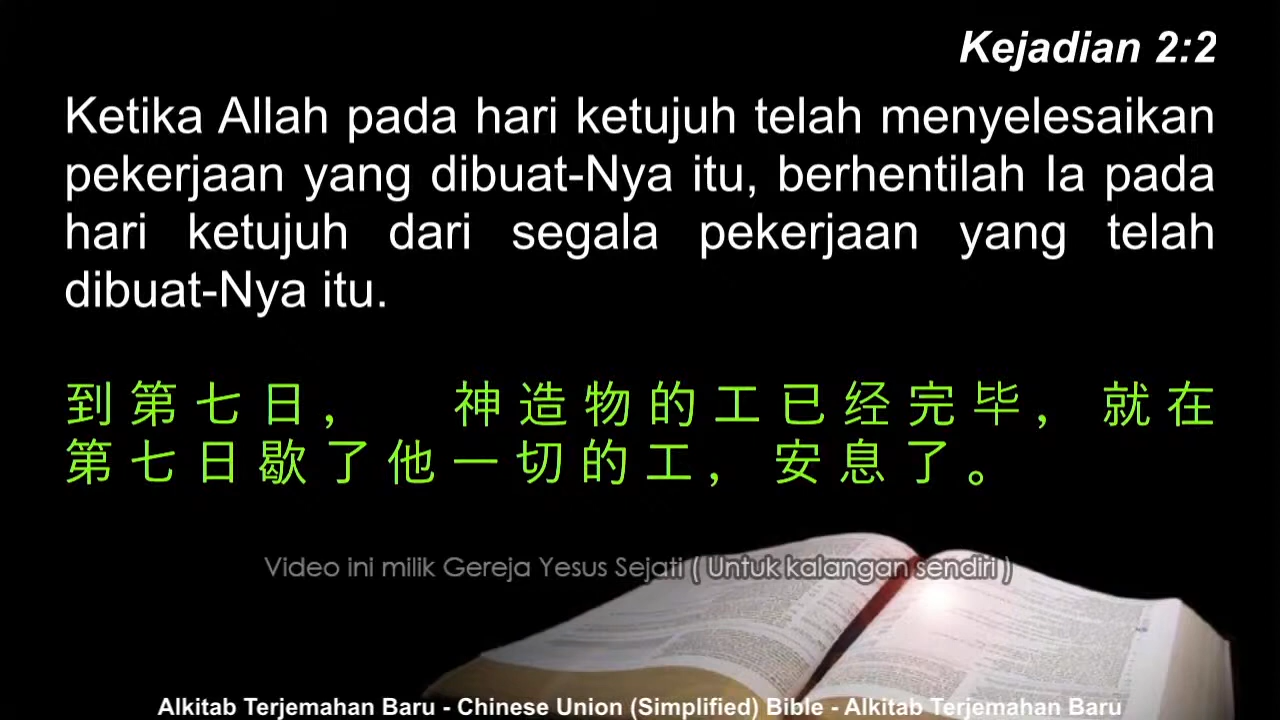 Kejadian 2:2
Ketika Allah pada hari ketujuh telah menyelesaikan
pekerjaan yang dibuat-Nya itu, berhentilah Ia pada
hari ketujuh dari segala pekerjaan yang telah
dibuat-Nya itu.
到第七日， 神造物的工已经完毕，就在
第七日歇了他一切的工，安息了。
Video ini milik Gereja Yesus Sejati ( Untuk kalangan sendiri )
Alkitab Terjemahan Baru - Chinese Union (Simplified) Bible - Alkitab Terjemahan Baru